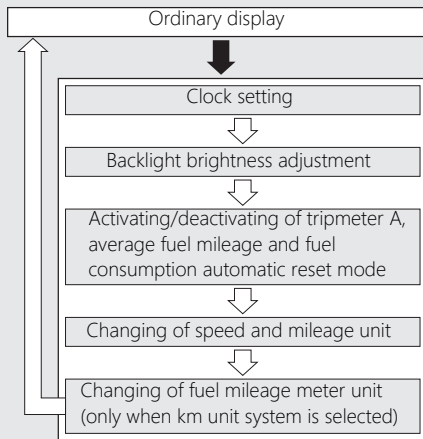 Ordinary display
Clock setting
Backlight brightness adjustment
Activating/deactivating of tripmeter A,
average fuel mileage and fuel
consumption automatic reset mode
Changing of speed and mileage unit
Changing of fuel mileage meter unit
(only when km unit system is selected)